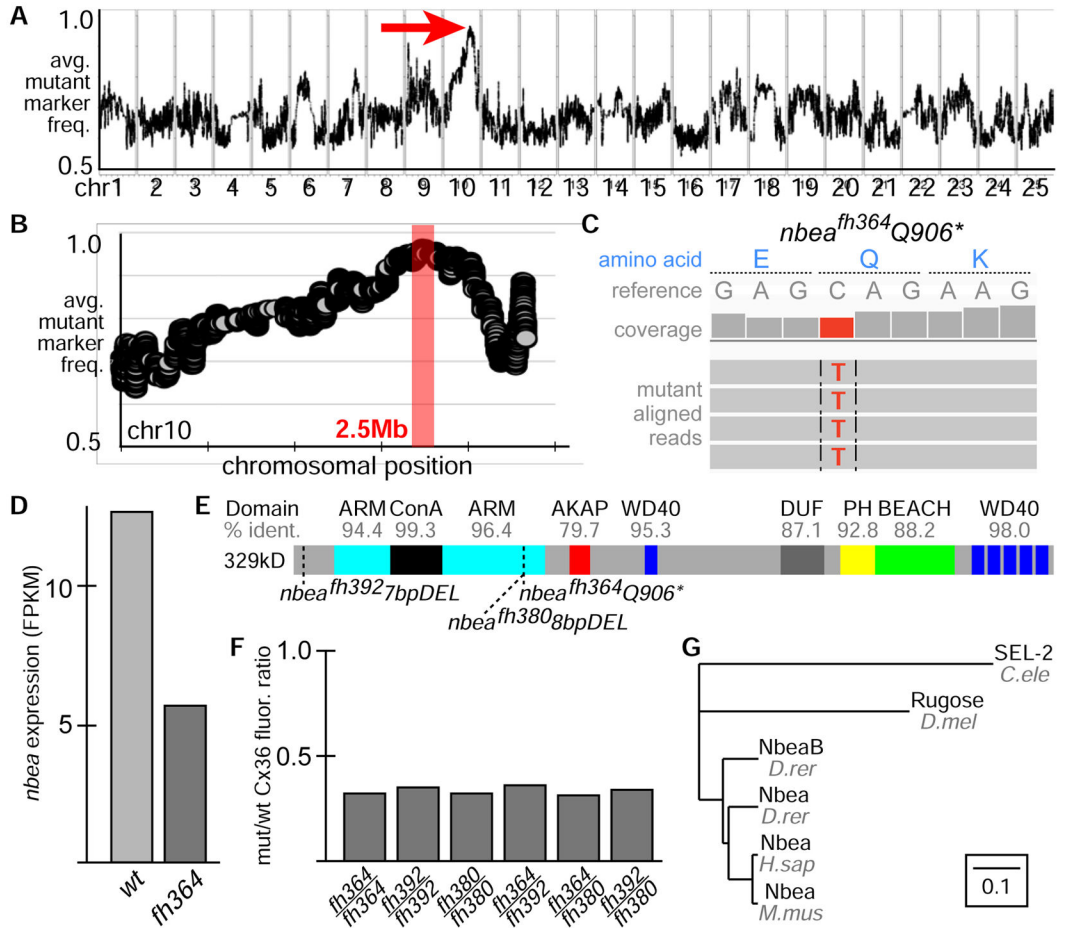 A
1.0
avg.
mutant
marker
freq.
0.5
chr1 2 3 4 5 6 7 8 9 10 11 12 13 14 15 16 17 18 19 20 21 22 23 24 25
B
1.0
avg.
mutant
marker
freq.
0.5
chr10
2.5Mb
chromosomal position
C
nbea fh364 Q906*
amino acid E Q K
reference G A G C A G A A G
coverage
mutant
aligned
reads
T
T
T
T
D
nbea expression (FPKM)
10
5
wt
fh364
E
Domain ARM ConA ARM AKAP WD40 DUF PH BEACH WD40
% ident. 94.4 99.3 96.4 79.7 95.3 87.1 92.8 88.2 98.0
329kD
nbea fh392 7bpDEL
nbea fh364 Q906*
nbea fh380 8bpDEL
F
mut/wt Cx36 fluor. ratio
1.0
0.5
fh364 fh392 fh380 fh364 fh364 fh392
fh364 fh392 fh380 fh392 fh380 fh380
G
SEL-2
C.ele
Rugose
D.mel
NbeaB
D.rer
Nbea
D.rer
Nbea
H.sap
Nbea
M.mus
0.1